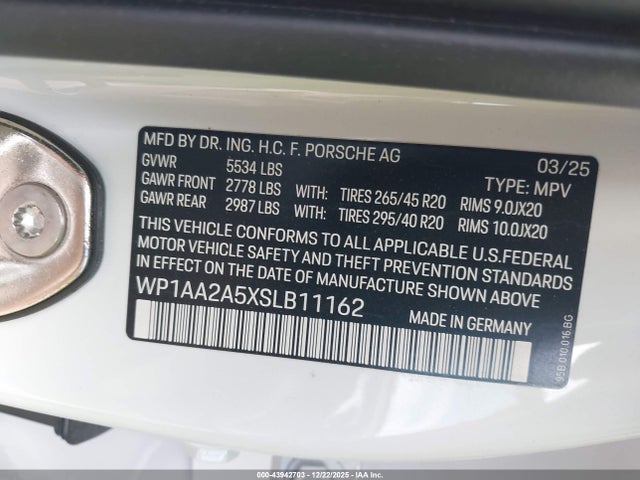 MFD BY DR. ING. H.C. F. PORSCHE AG 03/25
GVWR 5534 LBS TYPE: MPV
GAWR FRONT 2778 LBS WITH: TIRES 265/45 R20 RIMS 9.0JX20
GAWR REAR 2987 LBS WITH: TIRES 295/40 R20 RIMS 10.0JX20
THIS VEHICLE CONFORMS TO ALL APPLICABLE U.S.FEDERAL
MOTOR VEHICLE SAFETY AND THEFT PREVENTION STANDARDS
IN EFFECT ON THE DATE OF MANUFACTURE SHOWN ABOVE.
WP1AA2A5XSLB11162
MADE IN GERMANY
95B.010.016.BG
000-43942703 | 12/22/2025 | IAAI.COM